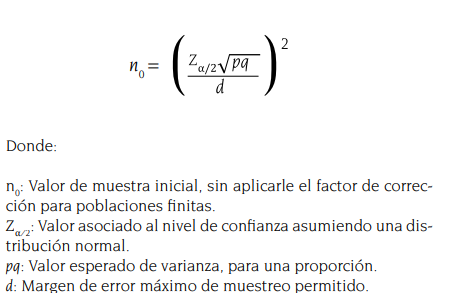 n₀= ( Z_α/2 √pq / d )²
Donde:
n₀: Valor de muestra inicial, sin aplicarle el factor de correc-
ción para poblaciones finitas.
Z_α/2: Valor asociado al nivel de confianza asumiendo una dis-
tribución normal.
pq: Valor esperado de varianza, para una proporción.
d: Margen de error máximo de muestreo permitido.